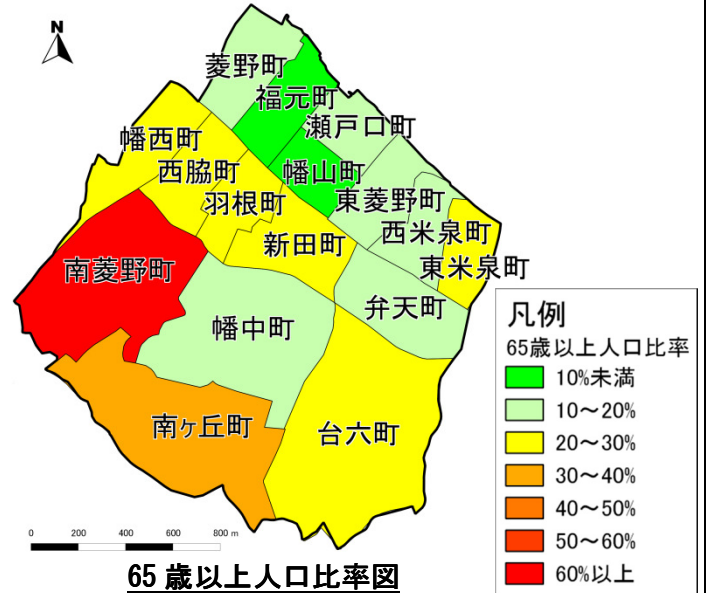 N
菱野町
福元町
瀬戸口町
幡西町
西脇町
幡山町
羽根町
東菱野町
西米泉町
新田町
東米泉町
南菱野町
弁天町
幡中町
南ヶ丘町
台六町
凡例
65歳以上人口比率
10%未満
10～20%
20～30%
30～40%
40～50%
50～60%
60%以上
0 200 400 600 800 m
65 歳以上人口比率図